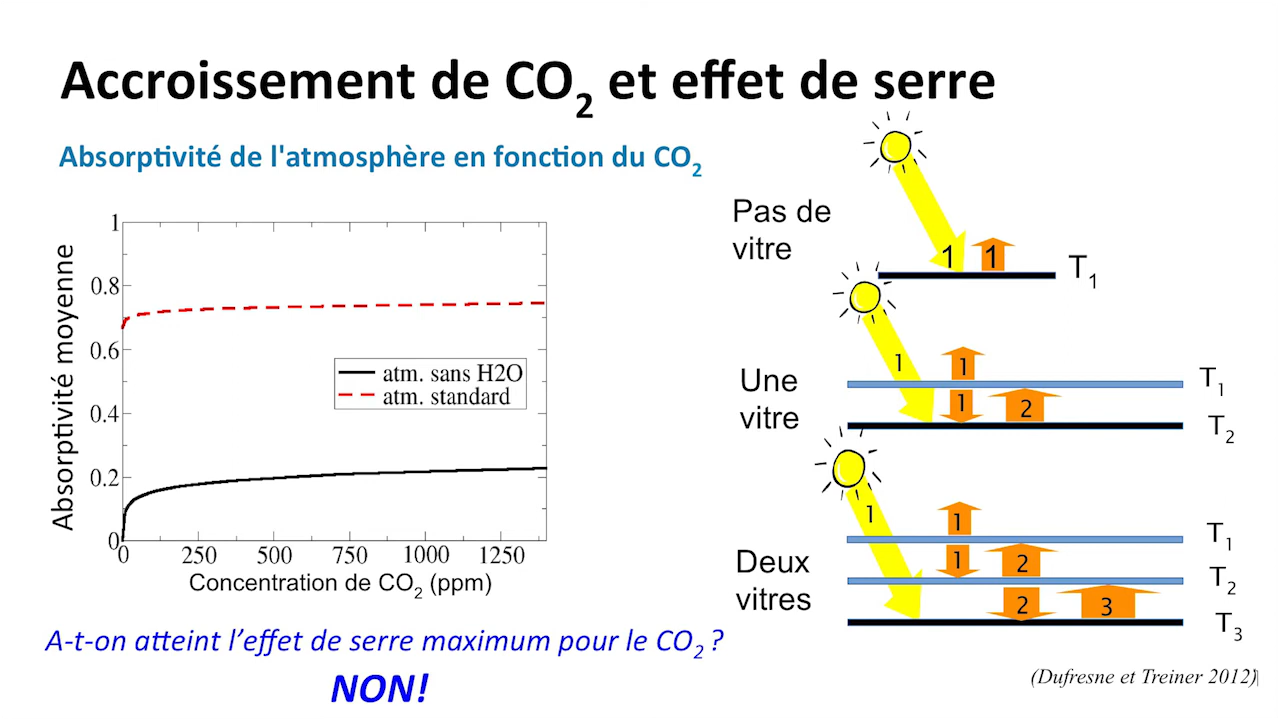 Accroissement de CO2 et effet de serre
Absorptivité de l'atmosphère en fonction du CO2
Absorptivité moyenne
1
0.8
0.6
0.4
0.2
0
0 250 500 750 1000 1250
atm. sans H2O
atm. standard
Concentration de CO2 (ppm)
A-t-on atteint l’effet de serre maximum pour le CO2 ?
NON!
Pas de
vitre
1 1
T1
Une
vitre
1 1
T1
1 2
T2
Deux
vitres
1 1
T1
1 2
T2
2 3
T3
(Dufresne et Treiner 2012)